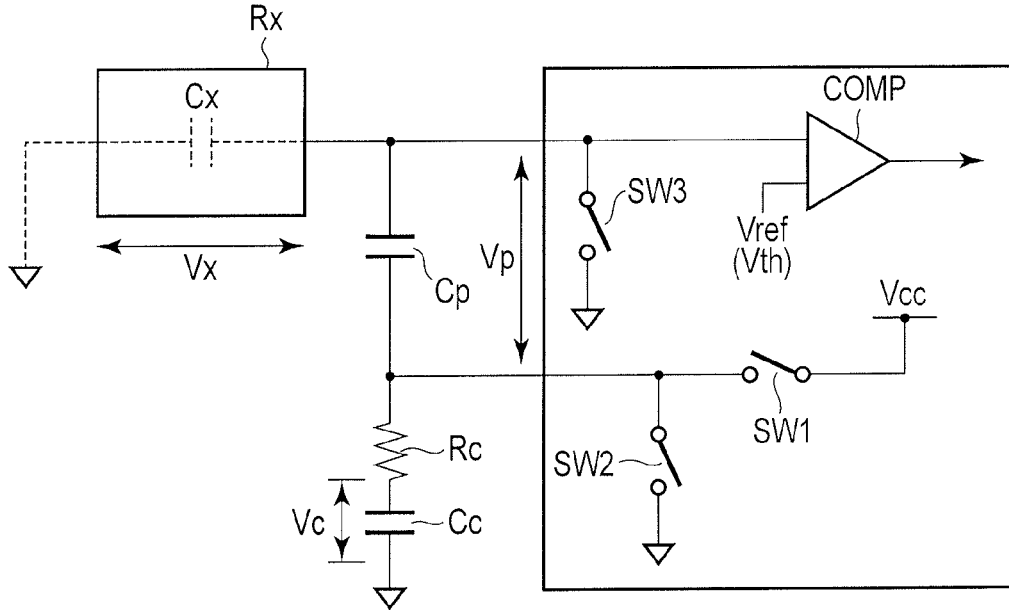 Rx
Cx
COMP
SW3
Vref
(Vth)
Vx
Cp
Vp
Vcc
SW1
Rc
SW2
Vc
Cc